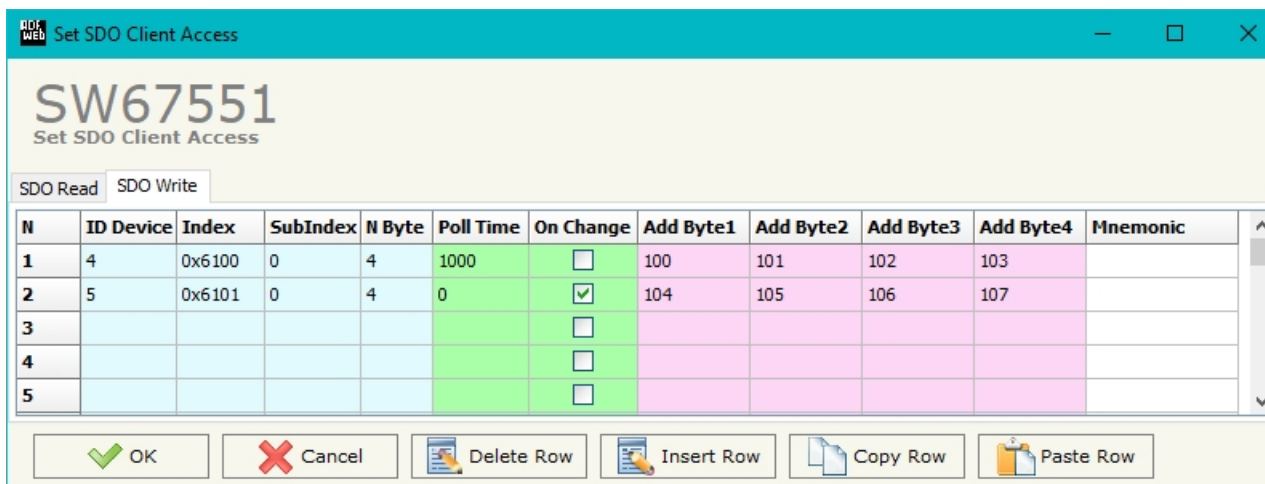 ADF
WEB Set SDO Client Access
SW67551
Set SDO Client Access
SDO Read SDO Write
N ID Device Index SubIndex N Byte Poll Time On Change Add Byte1 Add Byte2 Add Byte3 Add Byte4 Mnemonic
1 4 0x6100 0 4 1000 100 101 102 103
2 5 0x6101 0 4 0 104 105 106 107
3
4
5
OK Cancel Delete Row Insert Row Copy Row Paste Row